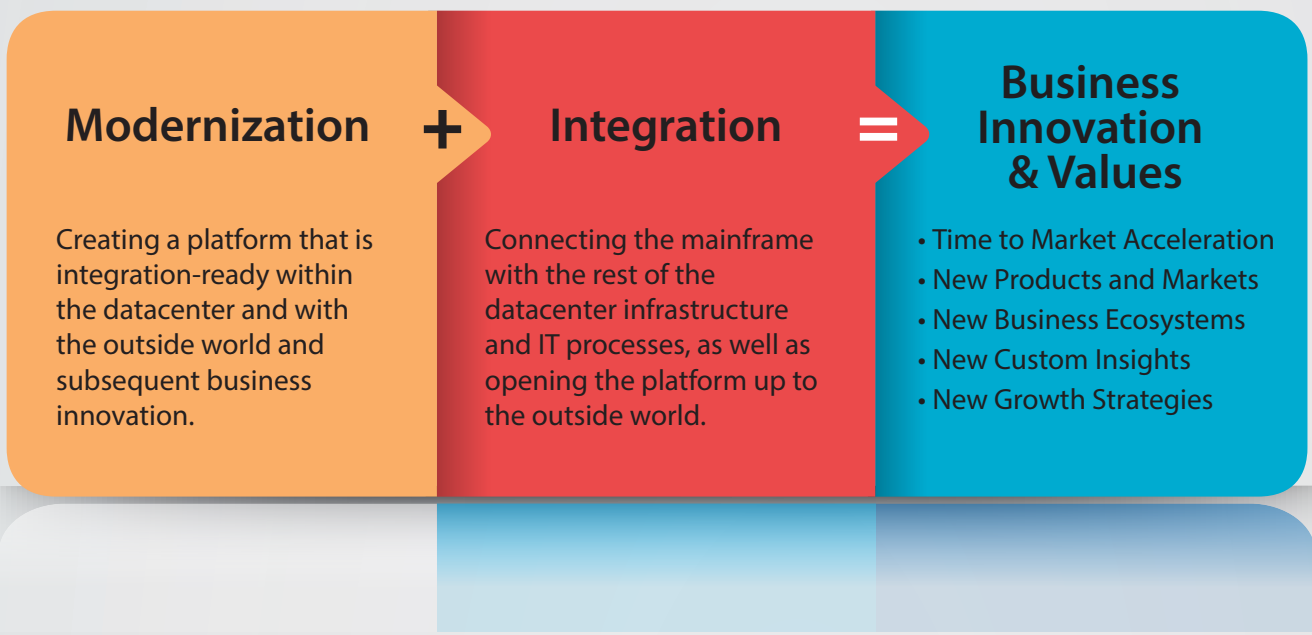 Modernization
+
Integration
=
Business
Innovation
& Values
Creating a platform that is
integration-ready within
the datacenter and with
the outside world and
subsequent business
innovation.
Connecting the mainframe
with the rest of the
datacenter infrastructure
and IT processes, as well as
opening the platform up to
the outside world.
• Time to Market Acceleration
• New Products and Markets
• New Business Ecosystems
• New Custom Insights
• New Growth Strategies